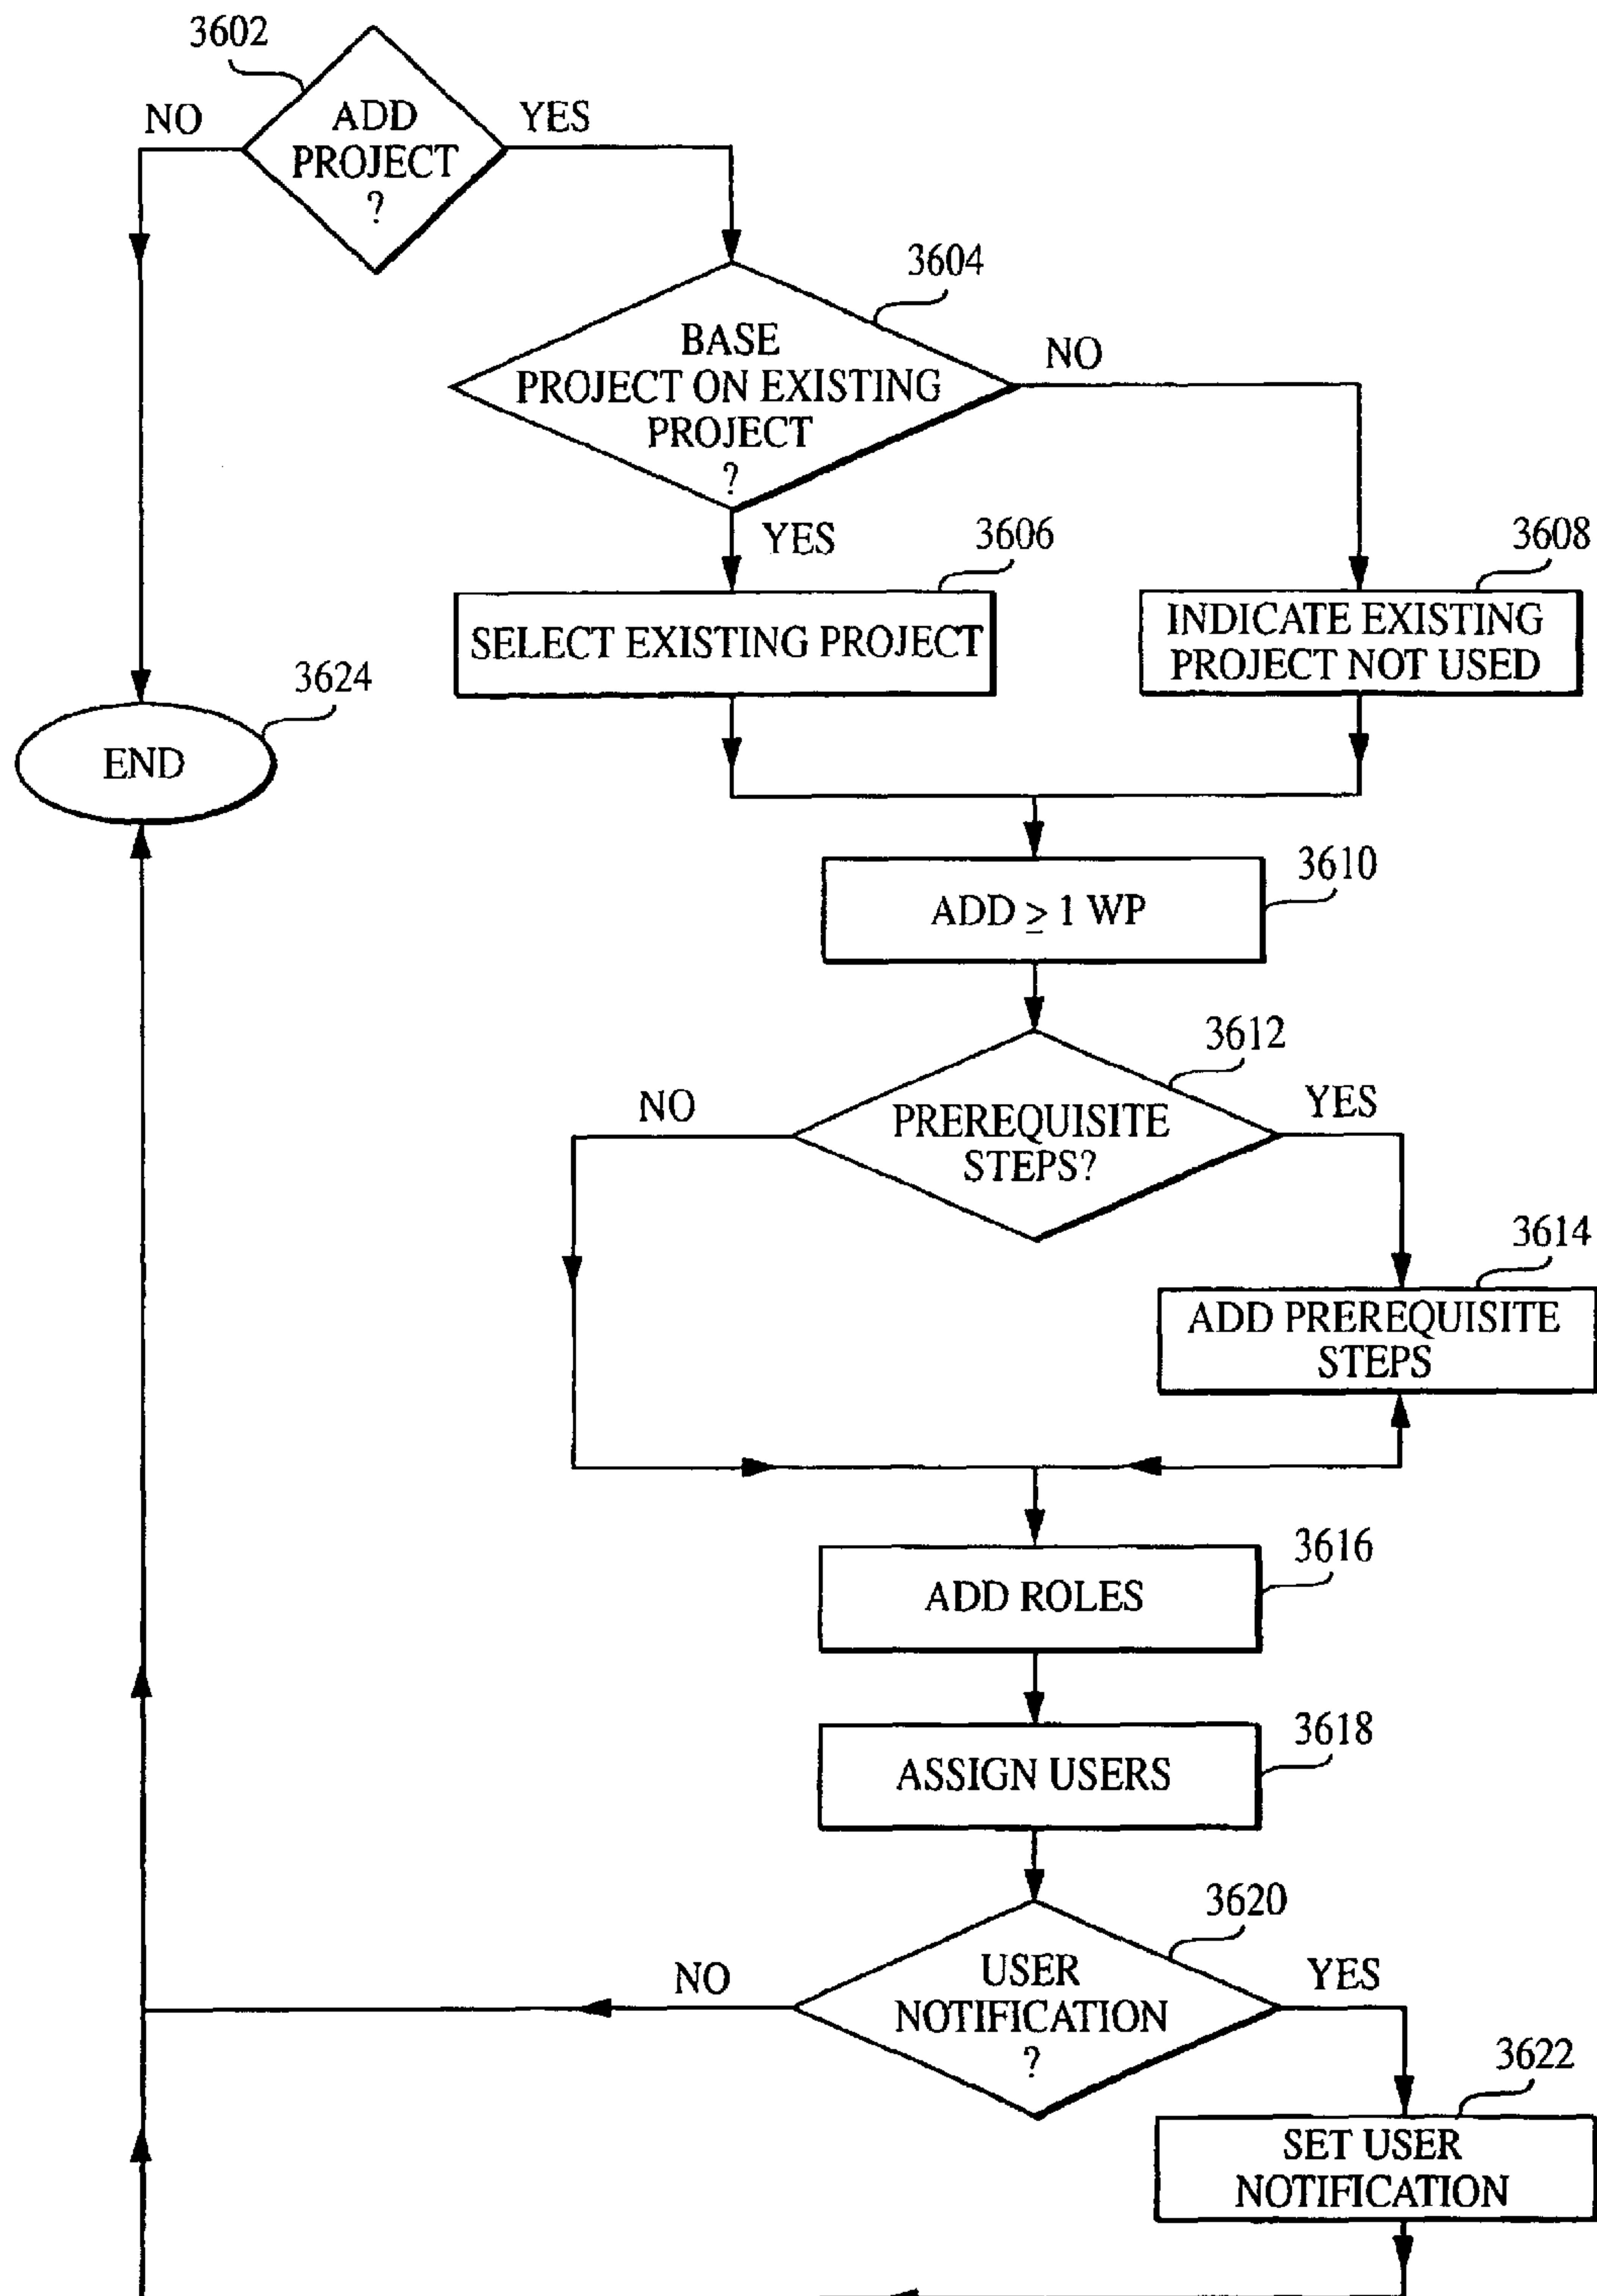 3602
ADD
PROJECT
?
NO
YES
3604
BASE
PROJECT ON EXISTING
PROJECT
?
NO
YES
3606
SELECT EXISTING PROJECT
3608
INDICATE EXISTING
PROJECT NOT USED
3624
END
3610
ADD ≥ 1 WP
3612
PREREQUISITE
STEPS?
NO
YES
3614
ADD PREREQUISITE
STEPS
3616
ADD ROLES
3618
ASSIGN USERS
3620
USER
NOTIFICATION
?
NO
YES
3622
SET USER
NOTIFICATION